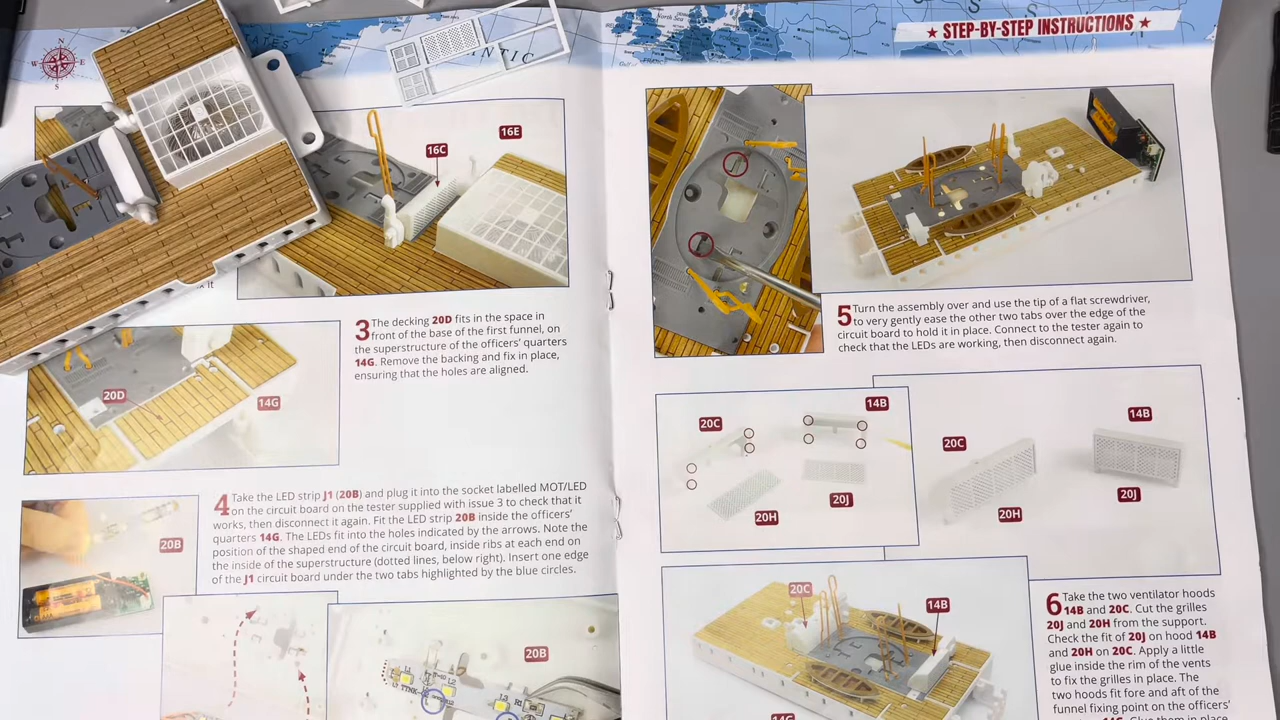 ★ STEP-BY-STEP INSTRUCTIONS ★
North Sea
NTIC
16C
16E
3 The decking 20D fits in the space in
front of the base of the first funnel, on
the superstructure of the officers' quarters
14G. Remove the backing and fix in place,
ensuring that the holes are aligned.
20D
14G
4 Take the LED strip J1 (20B) and plug it into the socket labelled MOT/LED
on the circuit board on the tester supplied with issue 3 to check that it
works, then disconnect it again. Fit the LED strip 20B inside the officers'
quarters 14G. The LEDs fit into the holes indicated by the arrows. Note the
position of the shaped end of the circuit board, inside ribs at each end on
the inside of the superstructure (dotted lines, below right). Insert one edge
of the J1 circuit board under the two tabs highlighted by the blue circles.
20B
20B
L1
L2
L3
R1
5 Turn the assembly over and use the tip of a flat screwdriver,
to very gently ease the other two tabs over the edge of the
circuit board to hold it in place. Connect to the tester again to
check that the LEDs are working, then disconnect again.
20C
14B
20H
20J
20C
14B
20H
20J
20C
14B
14G
6 Take the two ventilator hoods
14B and 20C. Cut the grilles
20J and 20H from the support.
Check the fit of 20J on hood 14B
and 20H on 20C. Apply a little
glue inside the rim of the vents
to fix the grilles in place. The
two hoods fit fore and aft of the
funnel fixing point on the officers'